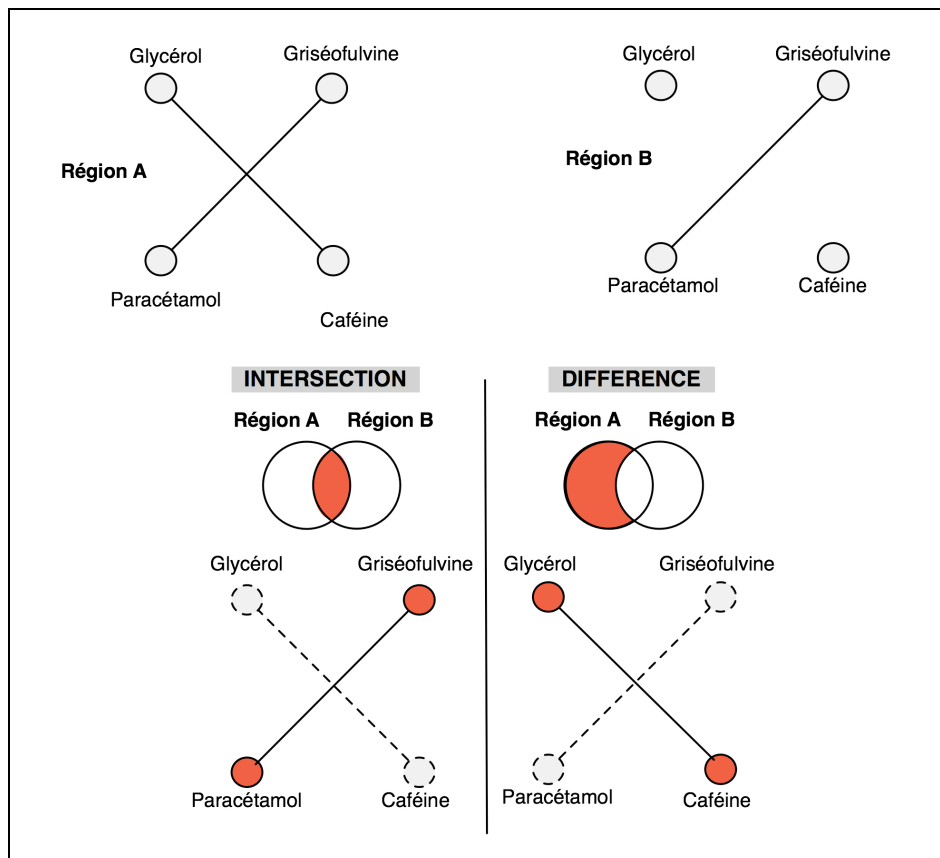 Glycérol
Griséofulvine
Région A
Paracétamol
Caféine
Glycérol
Griséofulvine
Région B
Paracétamol
Caféine
INTERSECTION
Région A Région B
Glycérol
Griséofulvine
Paracétamol
Caféine
DIFFERENCE
Région A Région B
Glycérol
Griséofulvine
Paracétamol
Caféine